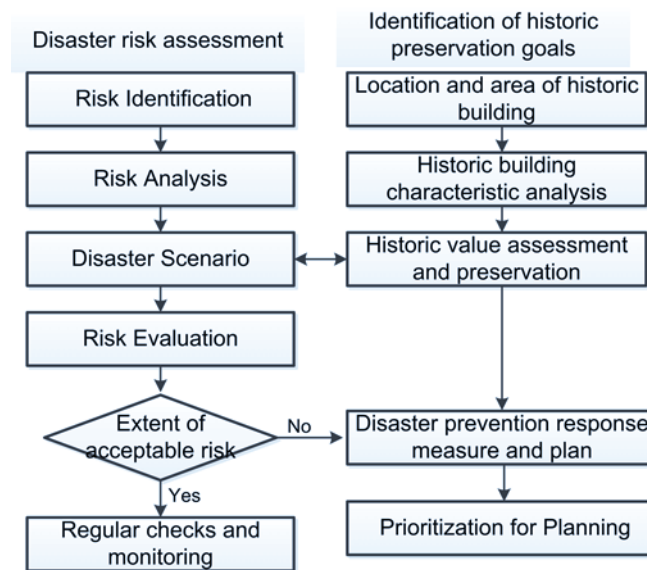 Disaster risk assessment
Risk Identification
Risk Analysis
Disaster Scenario
Risk Evaluation
Extent of
acceptable risk
No
Yes
Regular checks and
monitoring
Identification of historic
preservation goals
Location and area of historic
building
Historic building
characteristic analysis
Historic value assessment
and preservation
Disaster prevention response
measure and plan
Prioritization for Planning